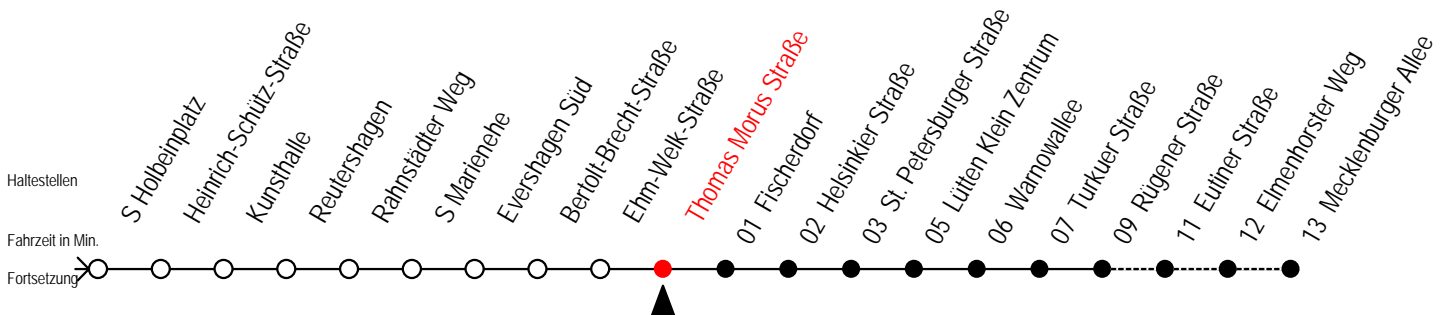 Haltestellen
Fahrzeit in Min.
Fortsetzung
S Holbeinplatz
Heinrich-Schütz-Straße
Kunsthalle
Reutershagen
Rahnstädter Weg
S Marienehe
Evershagen Süd
Bertolt-Brecht-Straße
Ehm-Welk-Straße
Thomas Morus Straße
01 Fischerdorf
02 Helsinkier Straße
03 St. Petersburger Straße
05 Lütten Klein Zentrum
06 Warnowallee
07 Turkuer Straße
09 Rügener Straße
11 Eutiner Straße
12 Elmenhorster Weg
13 Mecklenburger Allee